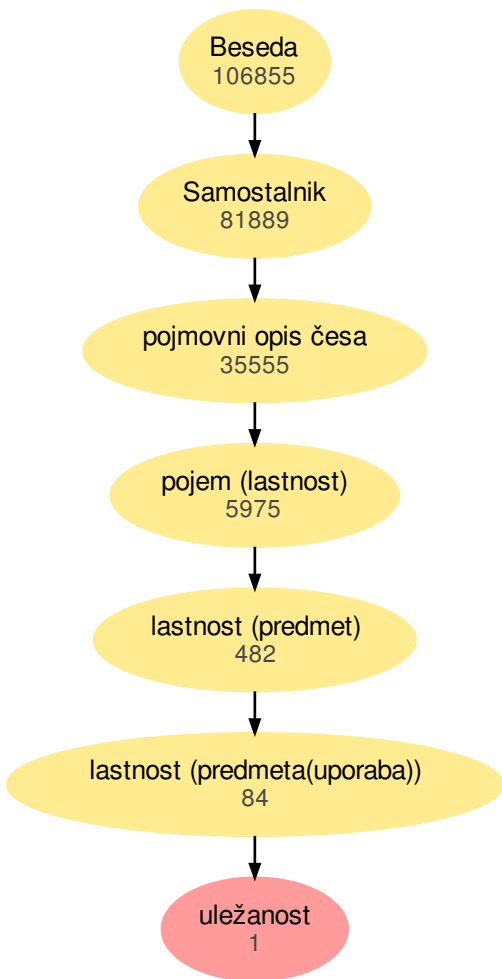 Beseda
106855
Samostalnik
81889
pojmovni opis česa
35555
pojem (lastnost)
5975
lastnost (predmet)
482
lastnost (predmeta(uporaba))
84
uležanost
1